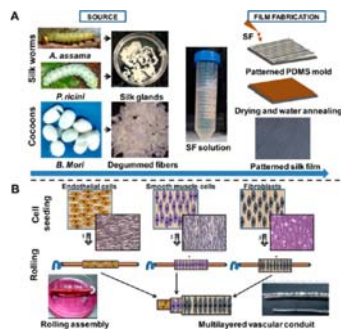 A
SOURCE
FILM FABRICATION
Silk worms
A. assama
P. ricini
Silk glands
SF
Patterned PDMS mold
Drying and water annealing
Cocoons
B. Mori
Degummed fibers
SF solution
Patterned silk film
B
Endothelial cells
Smooth muscle cells
Fibroblasts
Cell seeding
Rolling
Rolling assembly
Multilayered vascular conduit